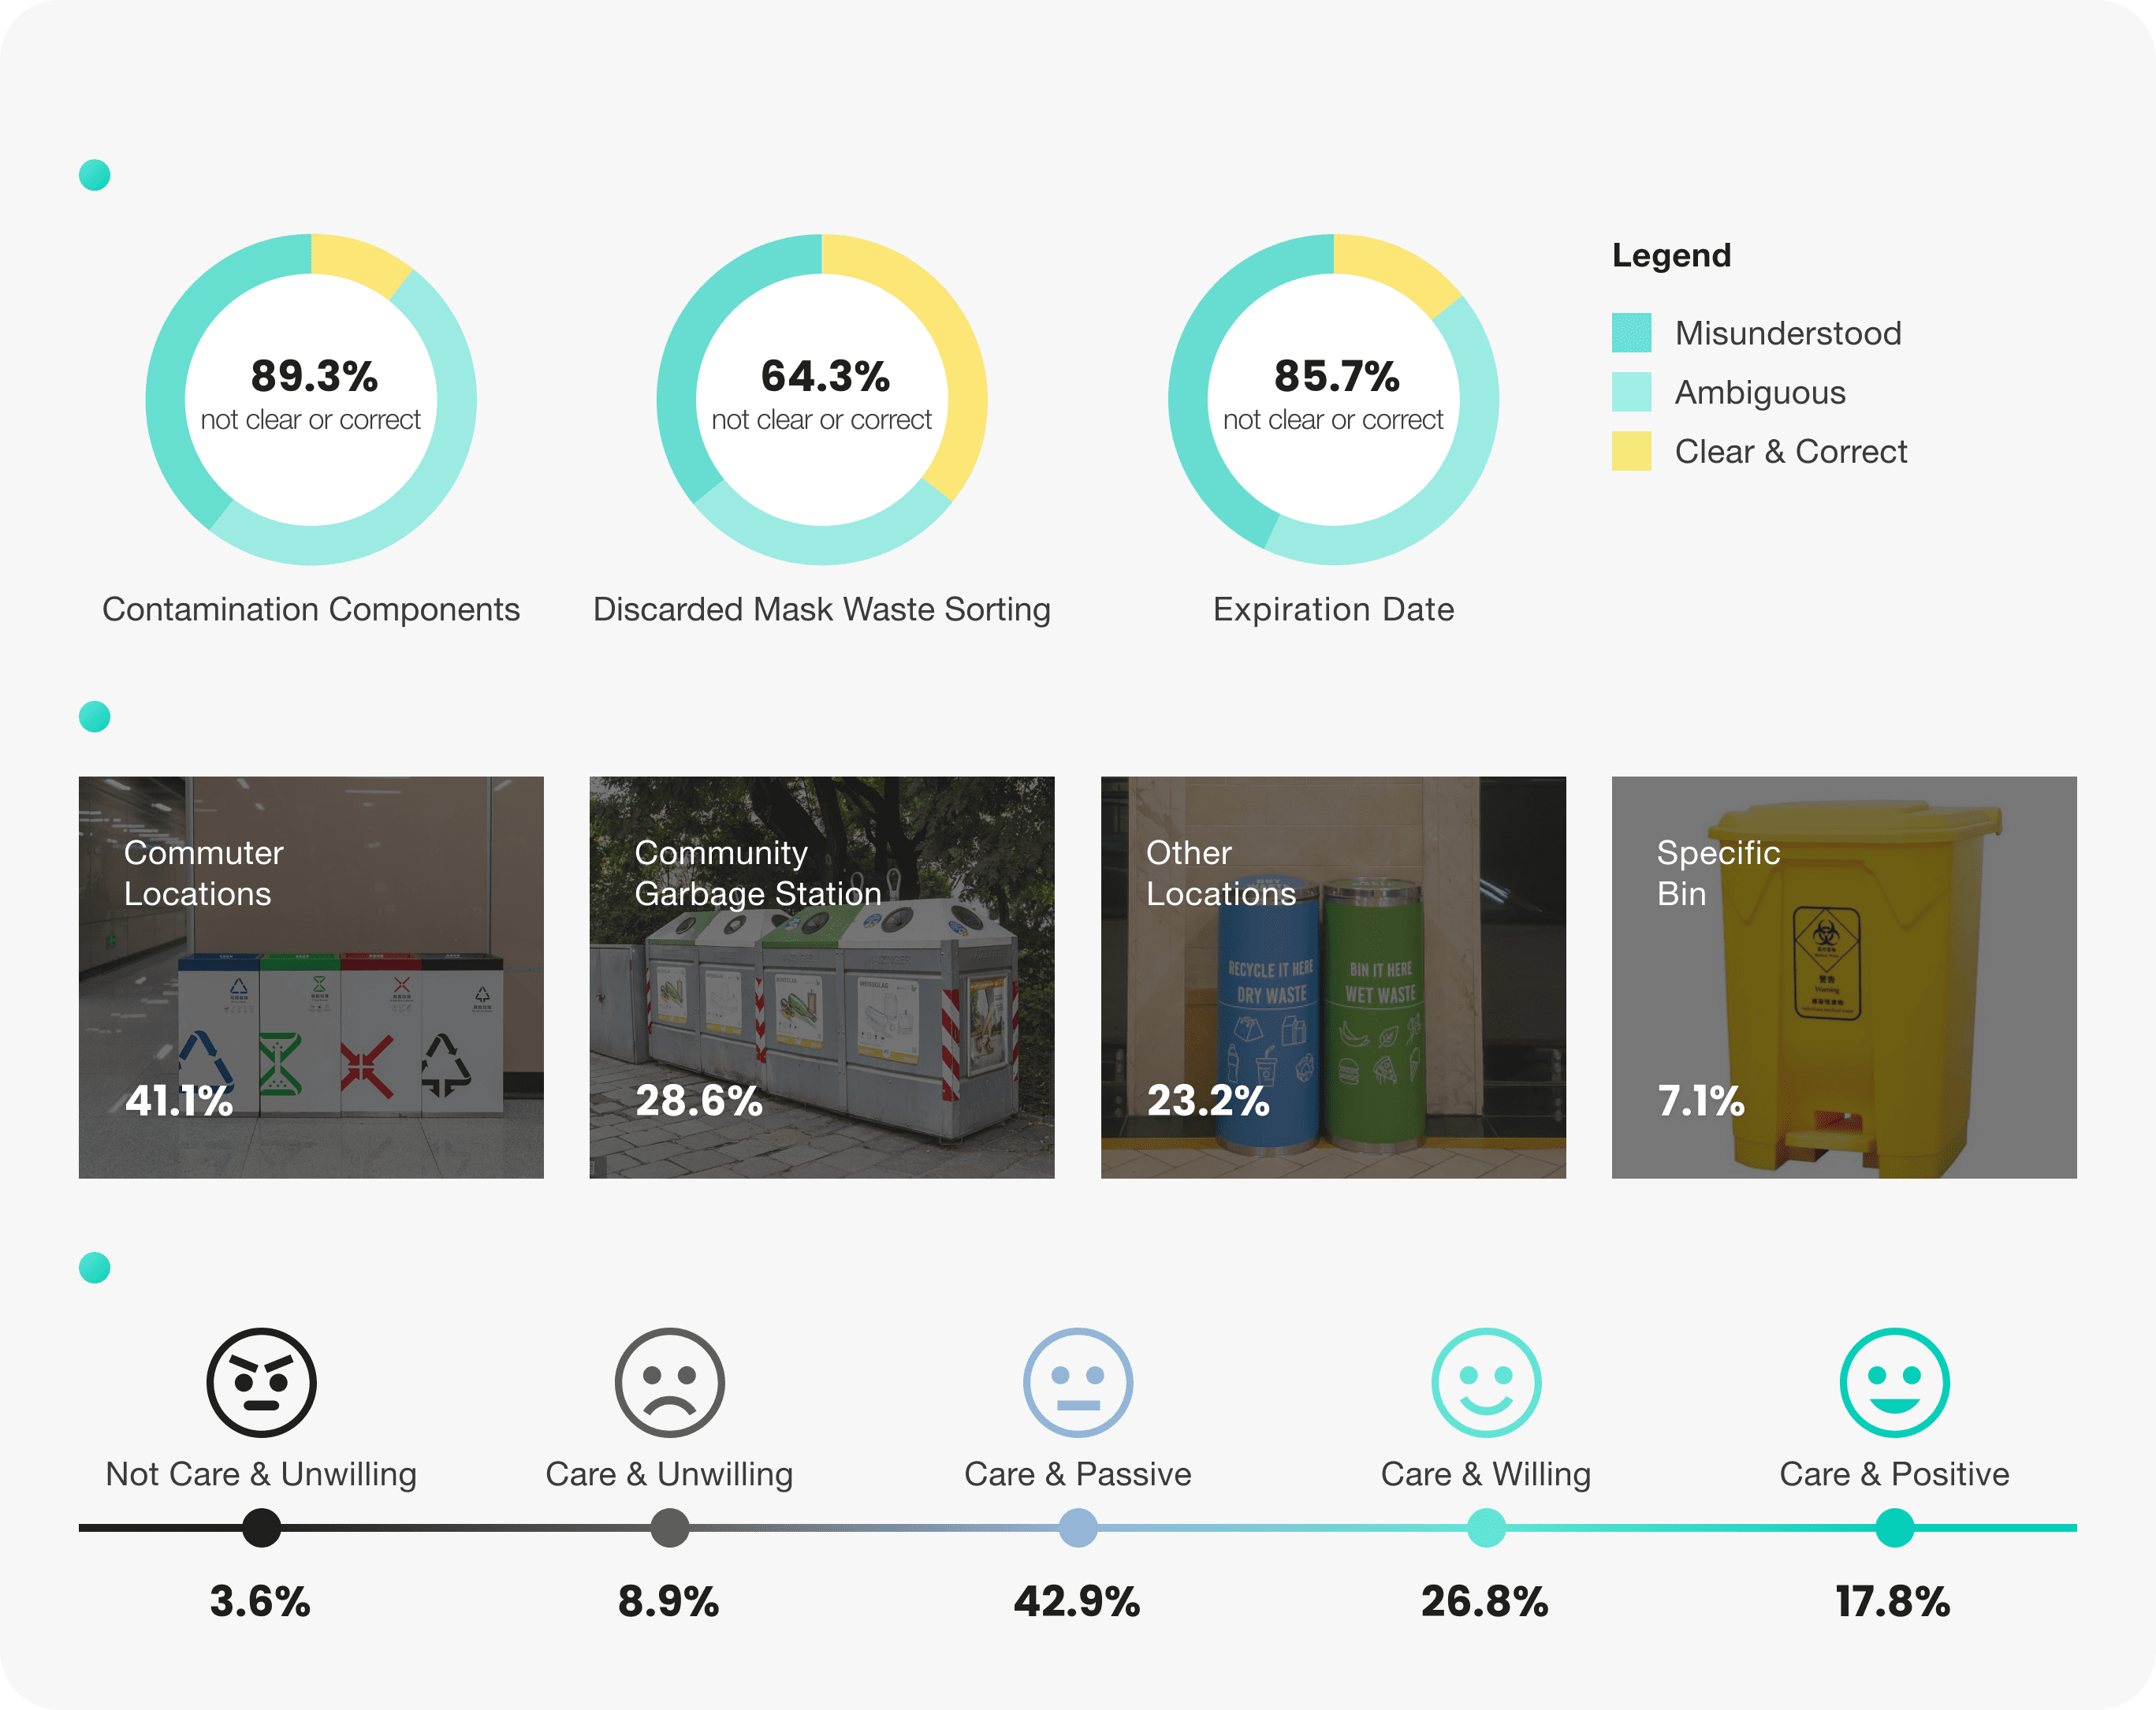 89.3%
not clear or correct
Contamination Components
64.3%
not clear or correct
Discarded Mask Waste Sorting
85.7%
not clear or correct
Expiration Date
Legend
Misunderstood
Ambiguous
Clear & Correct
Commuter
Locations
41.1%
Community
Garbage Station
28.6%
Other
Locations
RECYCLE IT HERE
DRY WASTE
BIN IT HERE
WET WASTE
23.2%
Specific
Bin
警告
Warning
7.1%
Not Care & Unwilling
3.6%
Care & Unwilling
8.9%
Care & Passive
42.9%
Care & Willing
26.8%
Care & Positive
17.8%